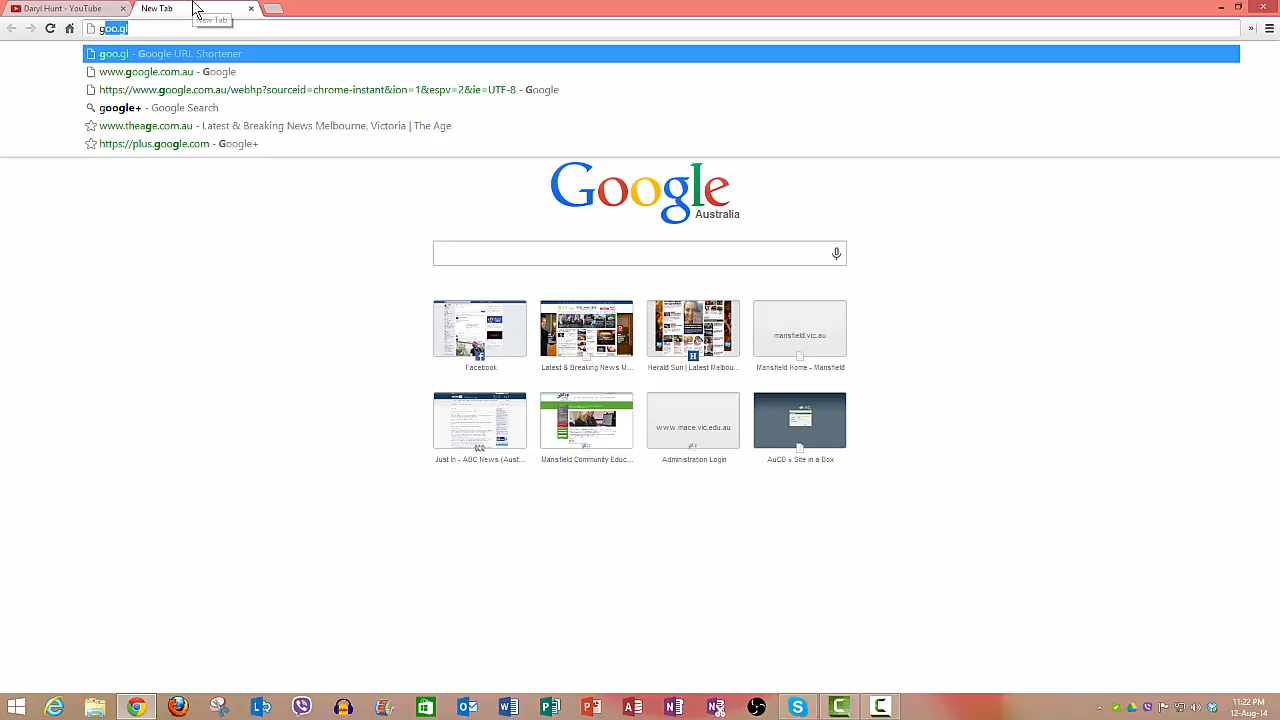 Daryl Hunt - YouTube
New Tab
New Tab
goo.gl
goo.gl - Google URL Shortener
www.google.com.au - Google
https://www.google.com.au/webhp?sourceid=chrome-instant&ion=1&espv=2&ie=UTF-8 - Google
google+ - Google Search
www.theage.com.au - Latest & Breaking News Melbourne, Victoria | The Age
https://plus.google.com - Google+
Google
Australia
mansfield.vic.au
Facebook
Latest & Breaking News M...
Herald Sun | Latest Melbou...
Mansfield Home - Mansfield
www.mace.vic.edu.au
Just In - ABC News (Aust...
Mansfield Community Educ...
Administration Login
AuCD » Site in a Box
11:22 PM
12-Aug-14